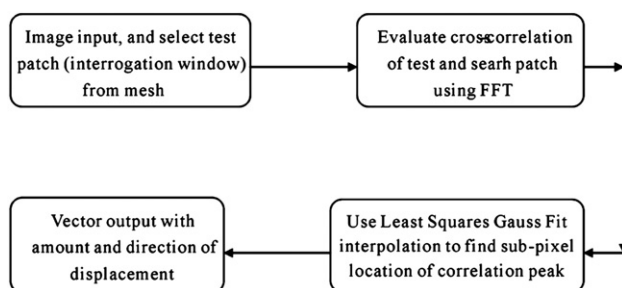 Image input, and select test
patch (interrogation window)
from mesh
Evaluate cross-correlation
of test and searh patch
using FFT
Use Least Squares Gauss Fit
interpolation to find sub-pixel
location of correlation peak
Vector output with
amount and direction of
displacement